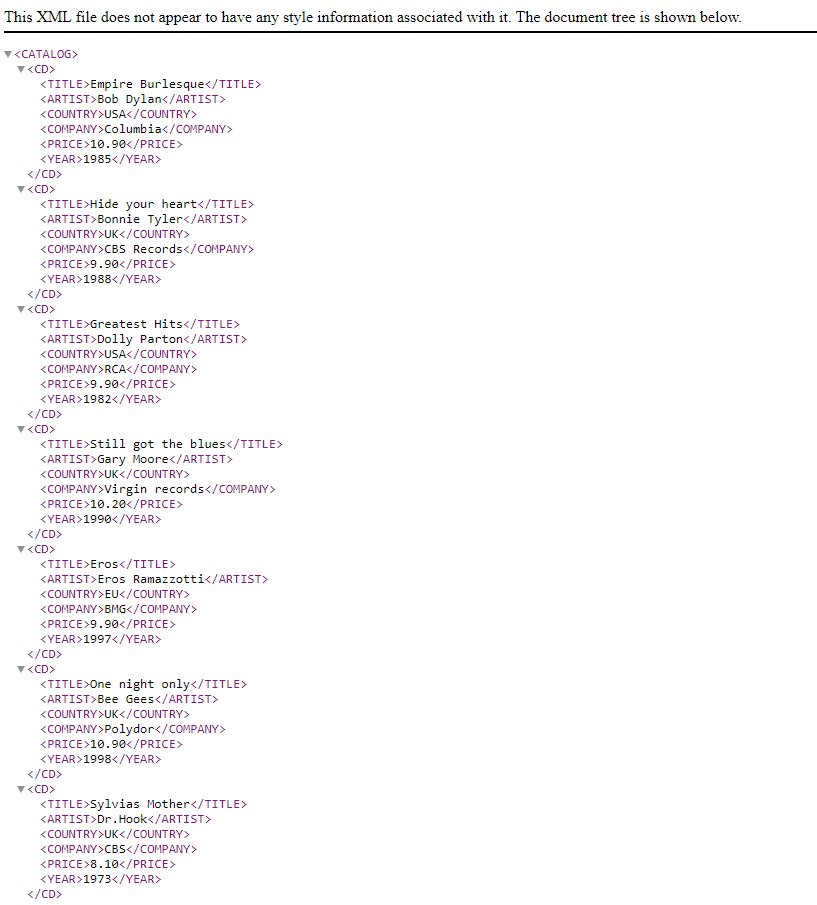 This XML file does not appear to have any style information associated with it. The document tree is shown below.
▼<CATALOG>
▼<CD>
<TITLE>Empire Burlesque</TITLE>
<ARTIST>Bob Dylan</ARTIST>
<COUNTRY>USA</COUNTRY>
<COMPANY>Columbia</COMPANY>
<PRICE>10.90</PRICE>
<YEAR>1985</YEAR>
</CD>
▼<CD>
<TITLE>Hide your heart</TITLE>
<ARTIST>Bonnie Tyler</ARTIST>
<COUNTRY>UK</COUNTRY>
<COMPANY>CBS Records</COMPANY>
<PRICE>9.90</PRICE>
<YEAR>1988</YEAR>
</CD>
▼<CD>
<TITLE>Greatest Hits</TITLE>
<ARTIST>Dolly Parton</ARTIST>
<COUNTRY>USA</COUNTRY>
<COMPANY>RCA</COMPANY>
<PRICE>9.90</PRICE>
<YEAR>1982</YEAR>
</CD>
▼<CD>
<TITLE>Still got the blues</TITLE>
<ARTIST>Gary Moore</ARTIST>
<COUNTRY>UK</COUNTRY>
<COMPANY>Virgin records</COMPANY>
<PRICE>10.20</PRICE>
<YEAR>1990</YEAR>
</CD>
▼<CD>
<TITLE>Eros</TITLE>
<ARTIST>Eros Ramazzotti</ARTIST>
<COUNTRY>EU</COUNTRY>
<COMPANY>BMG</COMPANY>
<PRICE>9.90</PRICE>
<YEAR>1997</YEAR>
</CD>
▼<CD>
<TITLE>One night only</TITLE>
<ARTIST>Bee Gees</ARTIST>
<COUNTRY>UK</COUNTRY>
<COMPANY>Polydor</COMPANY>
<PRICE>10.90</PRICE>
<YEAR>1998</YEAR>
</CD>
▼<CD>
<TITLE>Sylvias Mother</TITLE>
<ARTIST>Dr.Hook</ARTIST>
<COUNTRY>UK</COUNTRY>
<COMPANY>CBS</COMPANY>
<PRICE>8.10</PRICE>
<YEAR>1973</YEAR>
</CD>